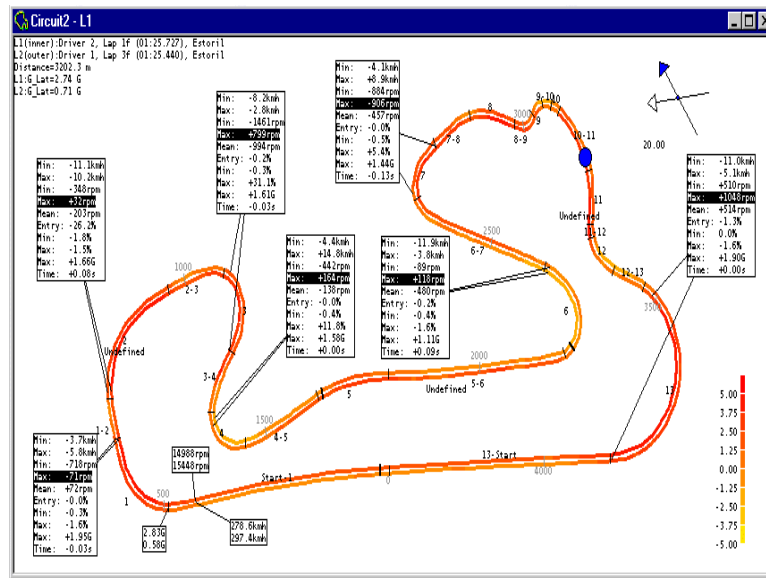 Circuit2 - L1
L1(inner):Driver 2, Lap 1f (01:25.727), Estoril
L2(outer):Driver 1, Lap 3f (01:25.440), Estoril
Distance=3202.3 m
L1:G_Lat=2.74 G
L2:G_Lat=0.71 G
Min: -4.1kmh
Max: +8.9kmh
Min: -884rpm
Max: -906rpm
Mean: -457rpm
Entry: -0.0%
Min: -0.5%
Max: +5.4%
Max: +1.44G
Time: -0.13s
Min: -8.2kmh
Max: -2.8kmh
Min: -1461rpm
Max: +799rpm
Mean: -994rpm
Entry: -0.2%
Min: -0.3%
Max: +31.1%
Max: +1.61G
Time: -0.03s
Min: -11.1kmh
Max: -10.2kmh
Min: -348rpm
Max: +32rpm
Mean: -203rpm
Entry: -26.2%
Min: -1.8%
Max: -1.5%
Max: +1.66G
Time: +0.08s
Min: -11.0kmh
Max: -5.1kmh
Min: +510rpm
Max: +1048rpm
Mean: +514rpm
Entry: -1.3%
Min: 0.0%
Max: -1.6%
Max: +1.90G
Time: +0.00s
Min: -4.4kmh
Max: +14.8kmh
Min: -442rpm
Max: +164rpm
Mean: -138rpm
Entry: -0.0%
Min: -0.4%
Max: +11.8%
Max: +1.58G
Time: +0.00s
Min: -11.9kmh
Max: -3.8kmh
Min: -89rpm
Max: +118rpm
Mean: -480rpm
Entry: -0.2%
Min: -0.4%
Max: -1.6%
Max: +1.11G
Time: +0.09s
Min: -3.7kmh
Max: -5.8kmh
Min: -718rpm
Max: -71rpm
Mean: +72rpm
Entry: -0.0%
Min: -0.3%
Max: -1.6%
Max: +1.95G
Time: -0.03s
20.00
8
3000
9
9-10
10
10-11
7-8
8-9
7
11
Undefined
11-12
12
12-13
2500
6-7
3500
1000
2-3
2
3
6
Undefined
3-4
2000
Undefined
5-6
5
13
1-2
4
1500
4-5
14988rpm
15448rpm
13-Start
Start-1
0
4000
1
500
2.83G
0.58G
278.6kmh
297.4kmh
5.00
3.75
2.50
1.25
0.00
-1.25
-2.50
-3.75
-5.00